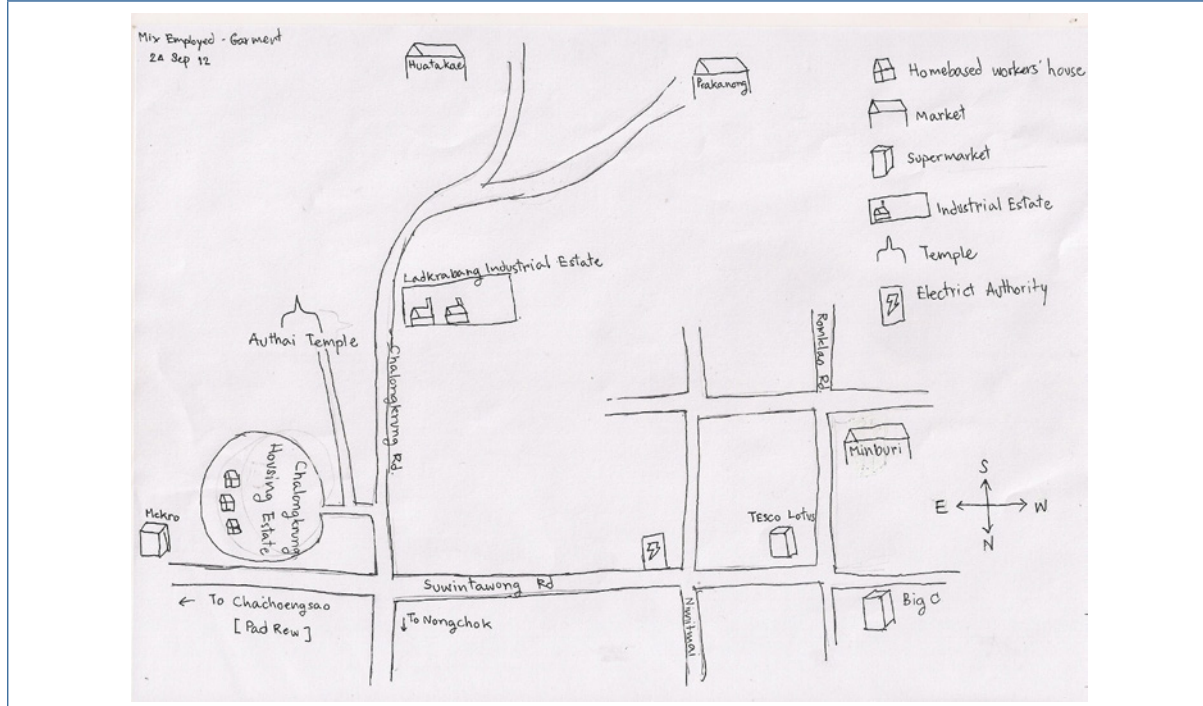 Mix Employed - Garment
24 Sep 12
Huatakae
Prakanong
Homebased workers' house
Market
Supermarket
Industrial Estate
Temple
Electrict Authority
Ladkrabang Industrial Estate
Authai Temple
Chalongkrung Rd.
Romklao Rd.
Minburi
Chalongkrung
Housing Estate
Mekro
Tesco Lotus
S
E
W
N
Suwintawong Rd
← To Chachoengsao
[Pad Rew]
↓To Nongchok
Nimitmai
Big C